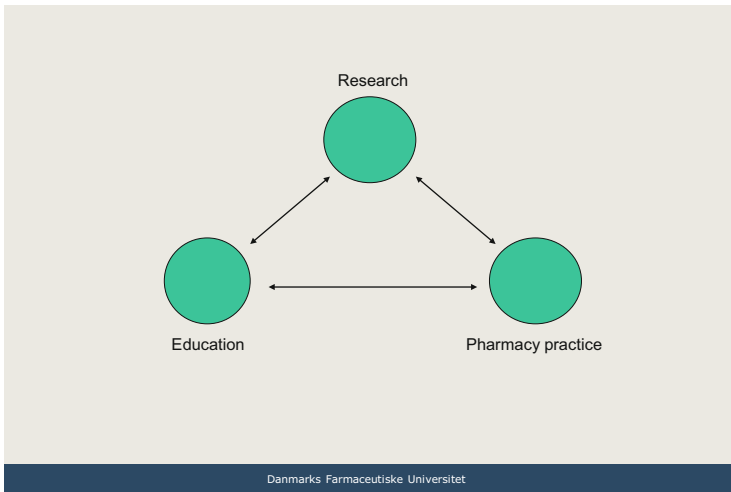 Research
Education
Pharmacy practice
Danmarks Farmaceutiske Universitet